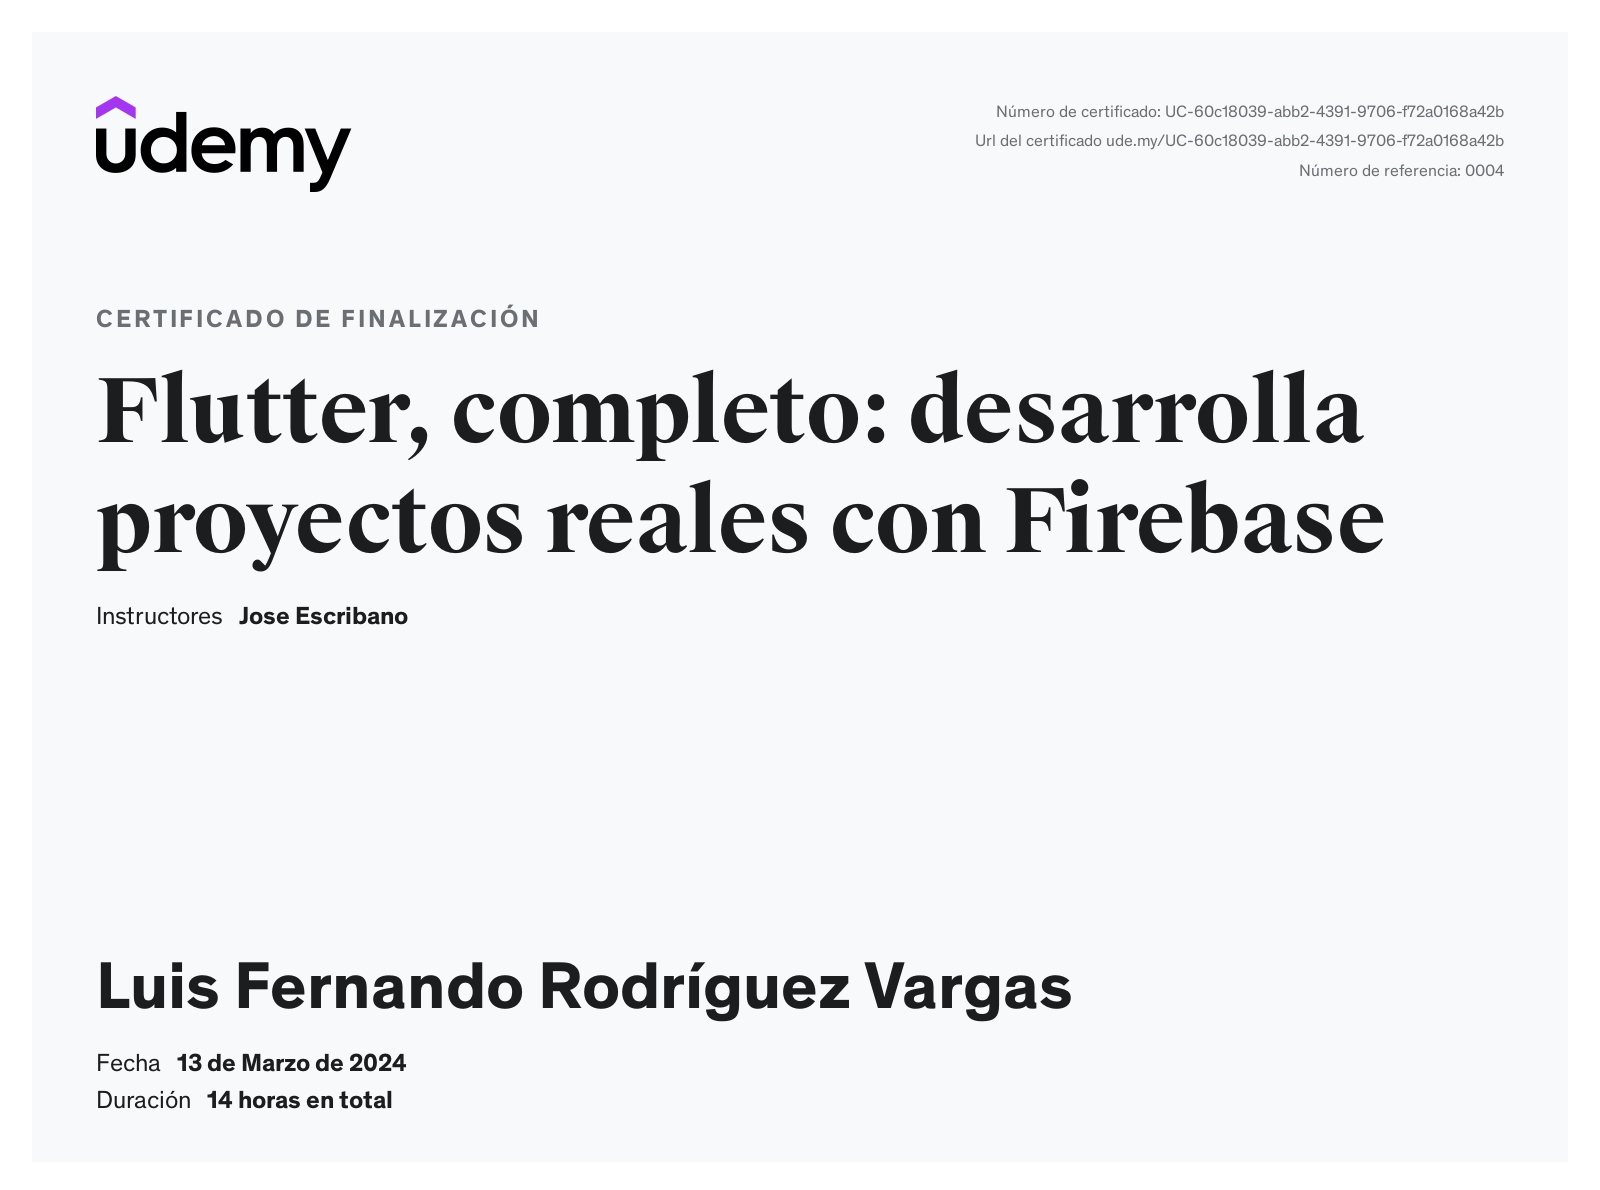 udemy
Número de certificado: UC-60c18039-abb2-4391-9706-f72a0168a42b
Url del certificado ude.my/UC-60c18039-abb2-4391-9706-f72a0168a42b
Número de referencia: 0004
CERTIFICADO DE FINALIZACIÓN
Flutter, completo: desarrolla
proyectos reales con Firebase
Instructores Jose Escribano
Luis Fernando Rodríguez Vargas
Fecha 13 de Marzo de 2024
Duración 14 horas en total